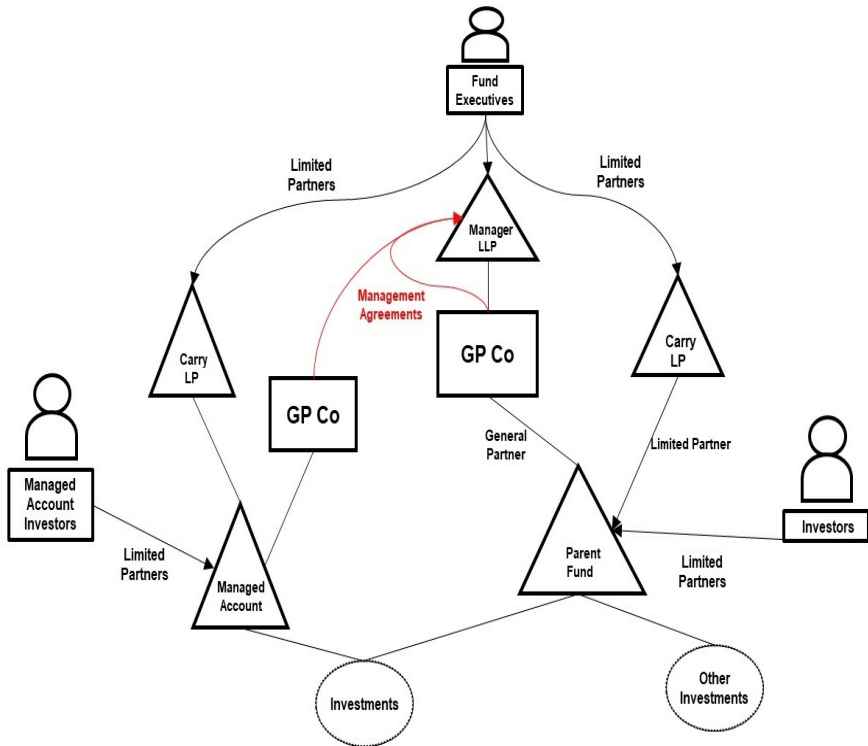 Fund
Executives
Limited
Partners
Limited
Partners
Manager
LLP
Management
Agreements
Carry
LP
GP Co
GP Co
Carry
LP
General
Partner
Limited Partner
Managed
Account
Investors
Investors
Limited
Partners
Managed
Account
Parent
Fund
Limited
Partners
Investments
Other
Investments